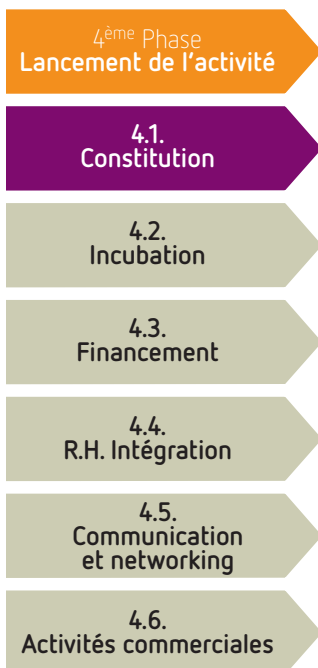 4ème Phase
Lancement de l’activité
4.1.
Constitution
4.2.
Incubation
4.3.
Financement
4.4.
R.H. Intégration
4.5.
Communication
et networking
4.6.
Activités commerciales